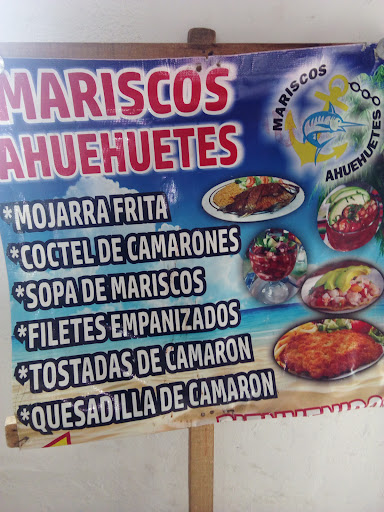 MARISCOS
AHUEHUETES
MARISCOS
AHUEHUETES
*MOJARRA FRITA
*COCTEL DE CAMARONES
*SOPA DE MARISCOS
*FILETES EMPANIZADOS
*TOSTADAS DE CAMARON
*QUESADILLA DE CAMARON